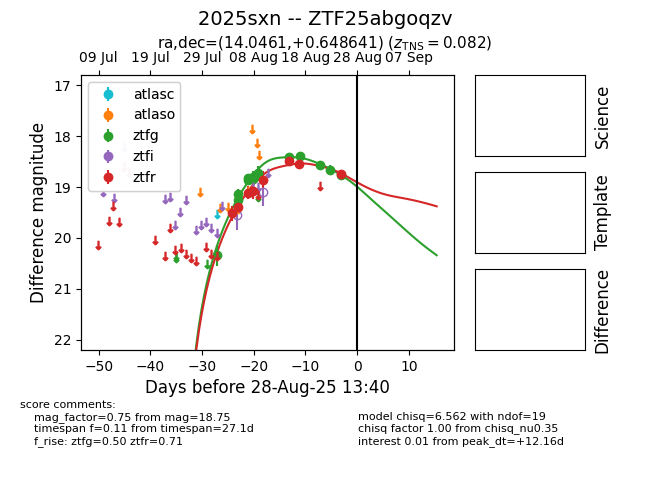 2025sxn -- ZTF25abgoqzv
ra,dec=(14.0461,+0.648641) (zTNS = 0.082)
09 Jul 19 Jul 29 Jul 08 Aug 18 Aug 28 Aug 07 Sep
atlasc
atlaso
ztfg
ztfi
ztfr
Difference magnitude
17
18
19
20
21
22
−50 −40 −30 −20 −10 0 10
Days before 28-Aug-25 13:40
Science
Template
Difference
score comments:
mag_factor=0.75 from mag=18.75
timespan f=0.11 from timespan=27.1d
f_rise: ztfg=0.50 ztfr=0.71
model chisq=6.562 with ndof=19
chisq factor 1.00 from chisq_nu0.35
interest 0.01 from peak_dt=+12.16d